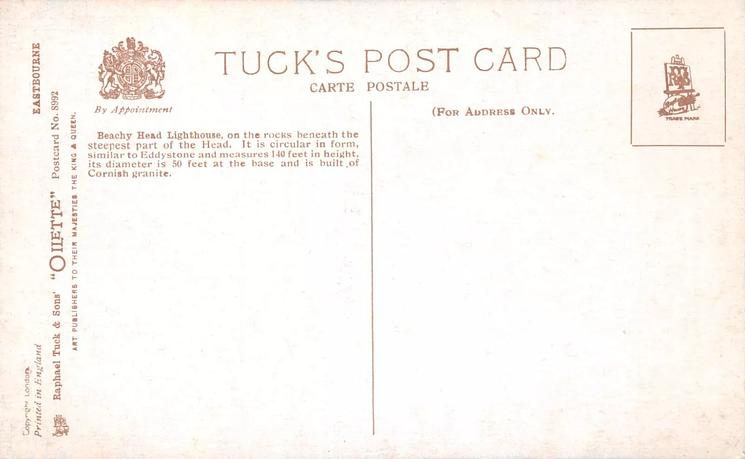 TUCK'S POST CARD
CARTE POSTALE
By Appointment
(FOR ADDRESS ONLY.
Beachy Head Lighthouse, on the rocks beneath the
steepest part of the Head. It is circular in form,
similar to Eddystone and measures 140 feet in height,
its diameter is 50 feet at the base and is built of
Cornish granite.
EASTBOURNE
Raphael Tuck & Sons' "OILETTE" Postcard No. 8992
ART PUBLISHERS TO THEIR MAJESTIES THE KING & QUEEN.
Copyright London.
Printed in England
TRADE MARK